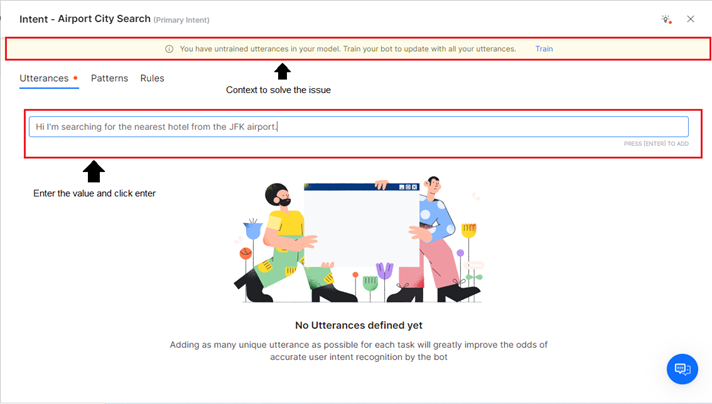 Intent - Airport City Search (Primary Intent)
You have untrained utterances in your model. Train your bot to update with all your utterances. Train
Utterances Patterns Rules
Context to solve the issue
Hi I'm searching for the nearest hotel from the JFK airport.
PRESS [ENTER] TO ADD
Enter the value and click enter
No Utterances defined yet
Adding as many unique utterance as possible for each task will greatly improve the odds of
accurate user intent recognition by the bot